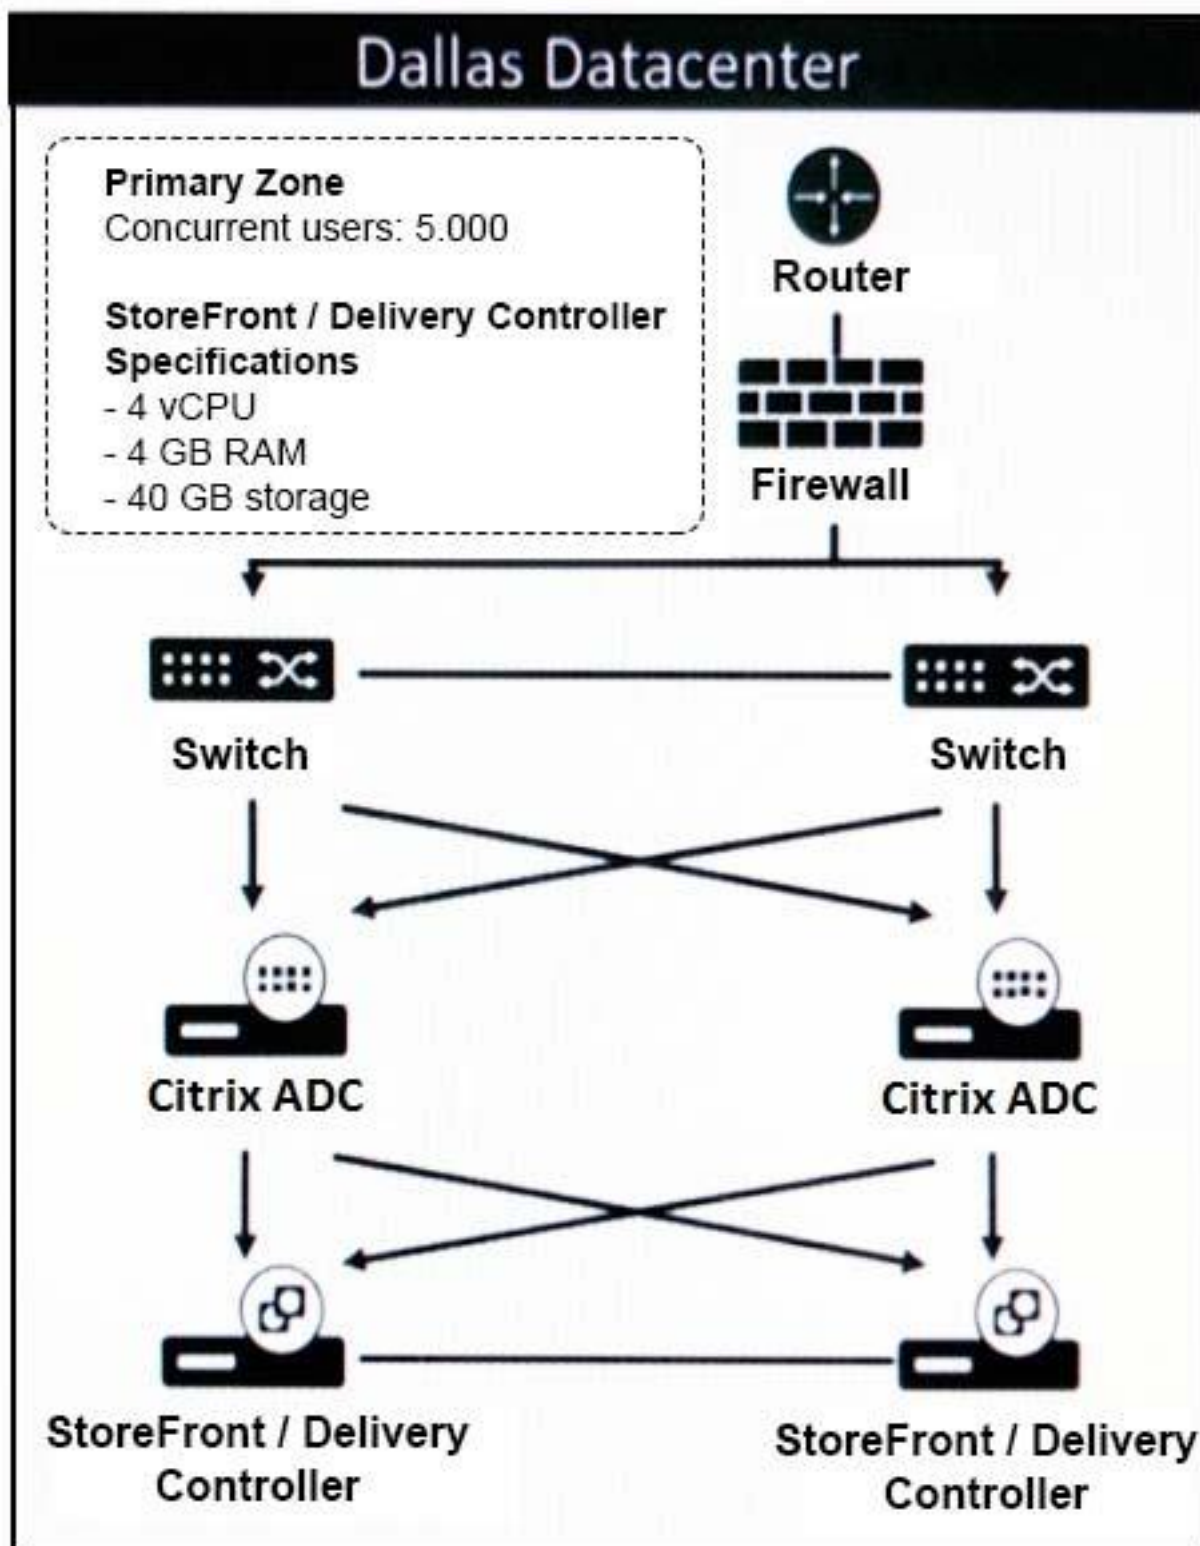 Dallas Datacenter
Primary Zone
Concurrent users: 5.000
StoreFront / Delivery Controller
Specifications
- 4 vCPU
- 4 GB RAM
- 40 GB storage
Router
Firewall
Switch
Switch
Citrix ADC
Citrix ADC
StoreFront / Delivery
Controller
StoreFront / Delivery
Controller